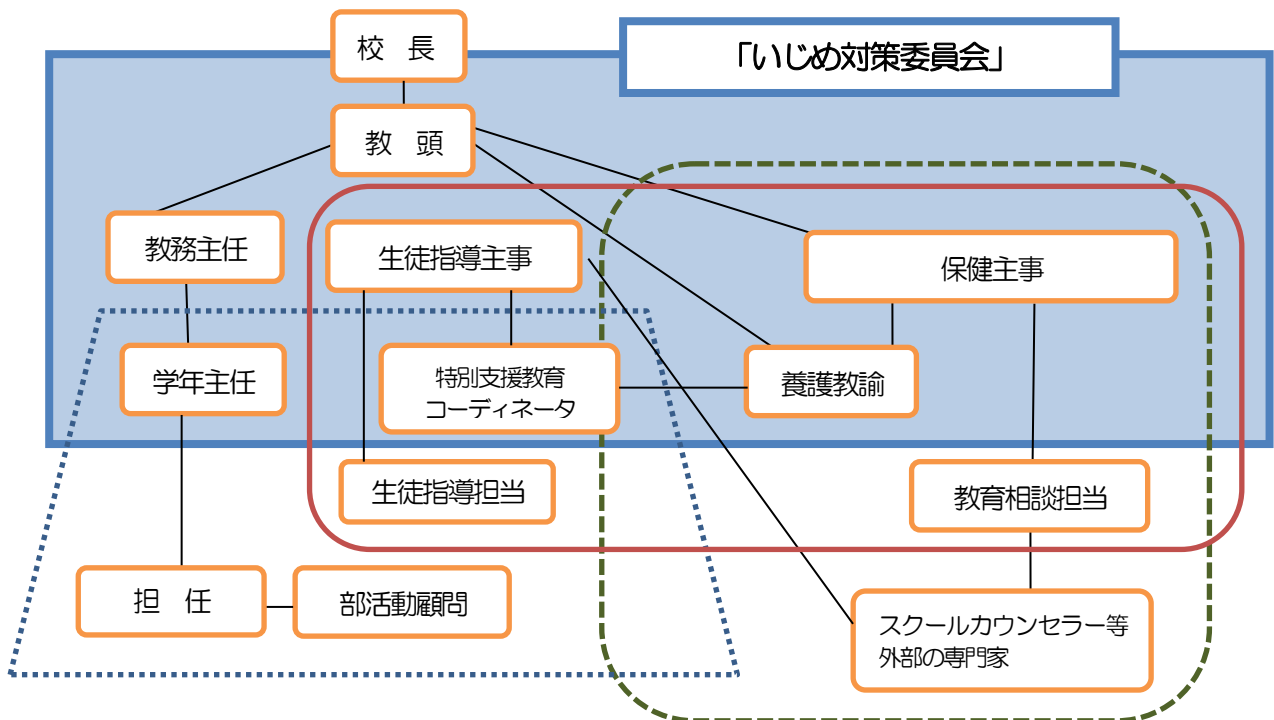 校　長
「いじめ対策委員会」
教　頭
教務主任
生徒指導主事
保健主事
学年主任
特別支援教育
コーディネータ
養護教諭
生徒指導担当
教育相談担当
担　任
部活動顧問
スクールカウンセラー等
外部の専門家